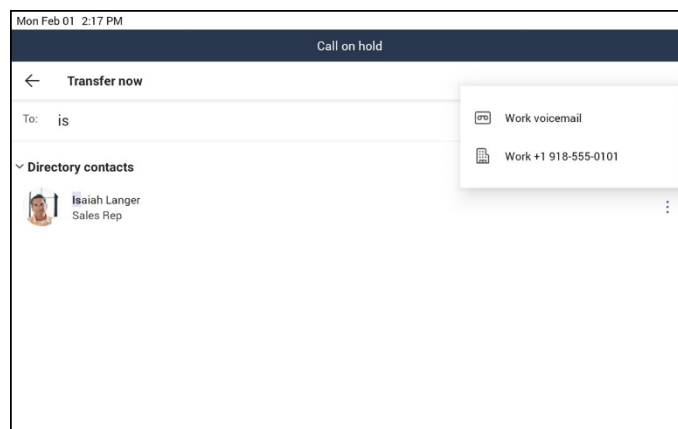 Mon Feb 01 2:17 PM
Call on hold
Transfer now
To: is
Work voicemail
Work +1 918-555-0101
Directory contacts
Isaiah Langer
Sales Rep